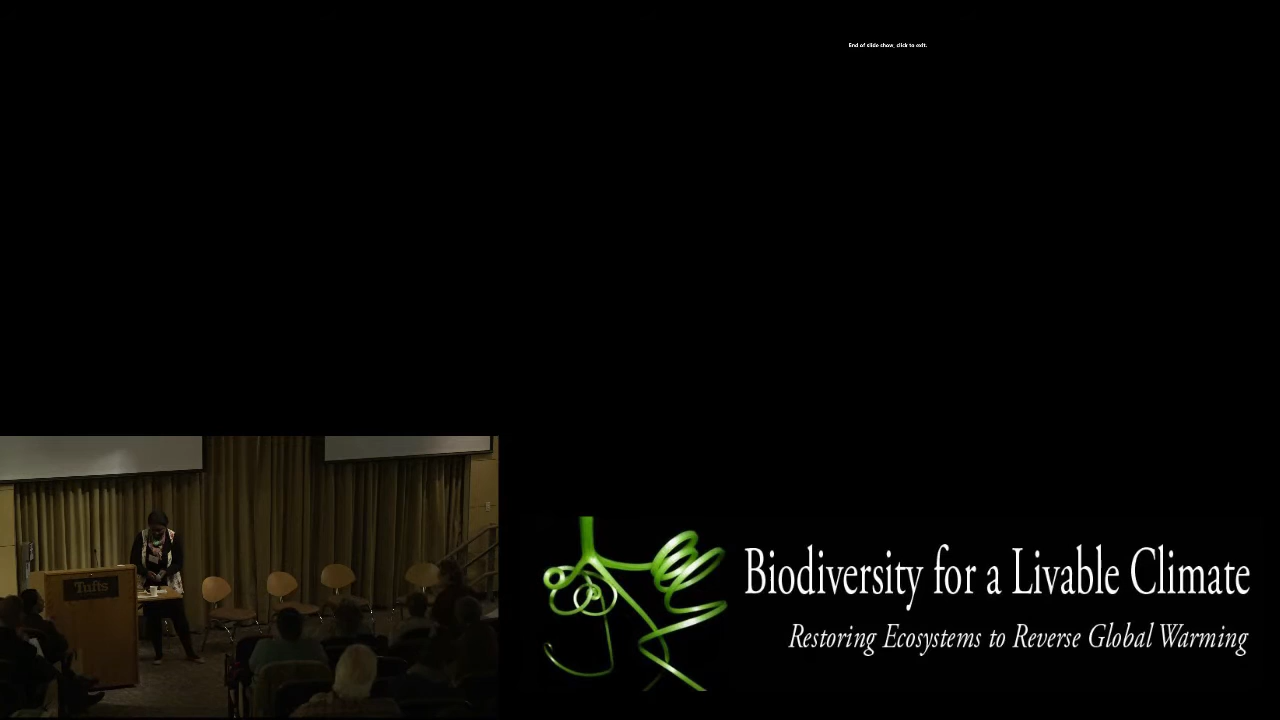 End of slide show, click to exit.
Tufts
Biodiversity for a Livable Climate
Restoring Ecosystems to Reverse Global Warming